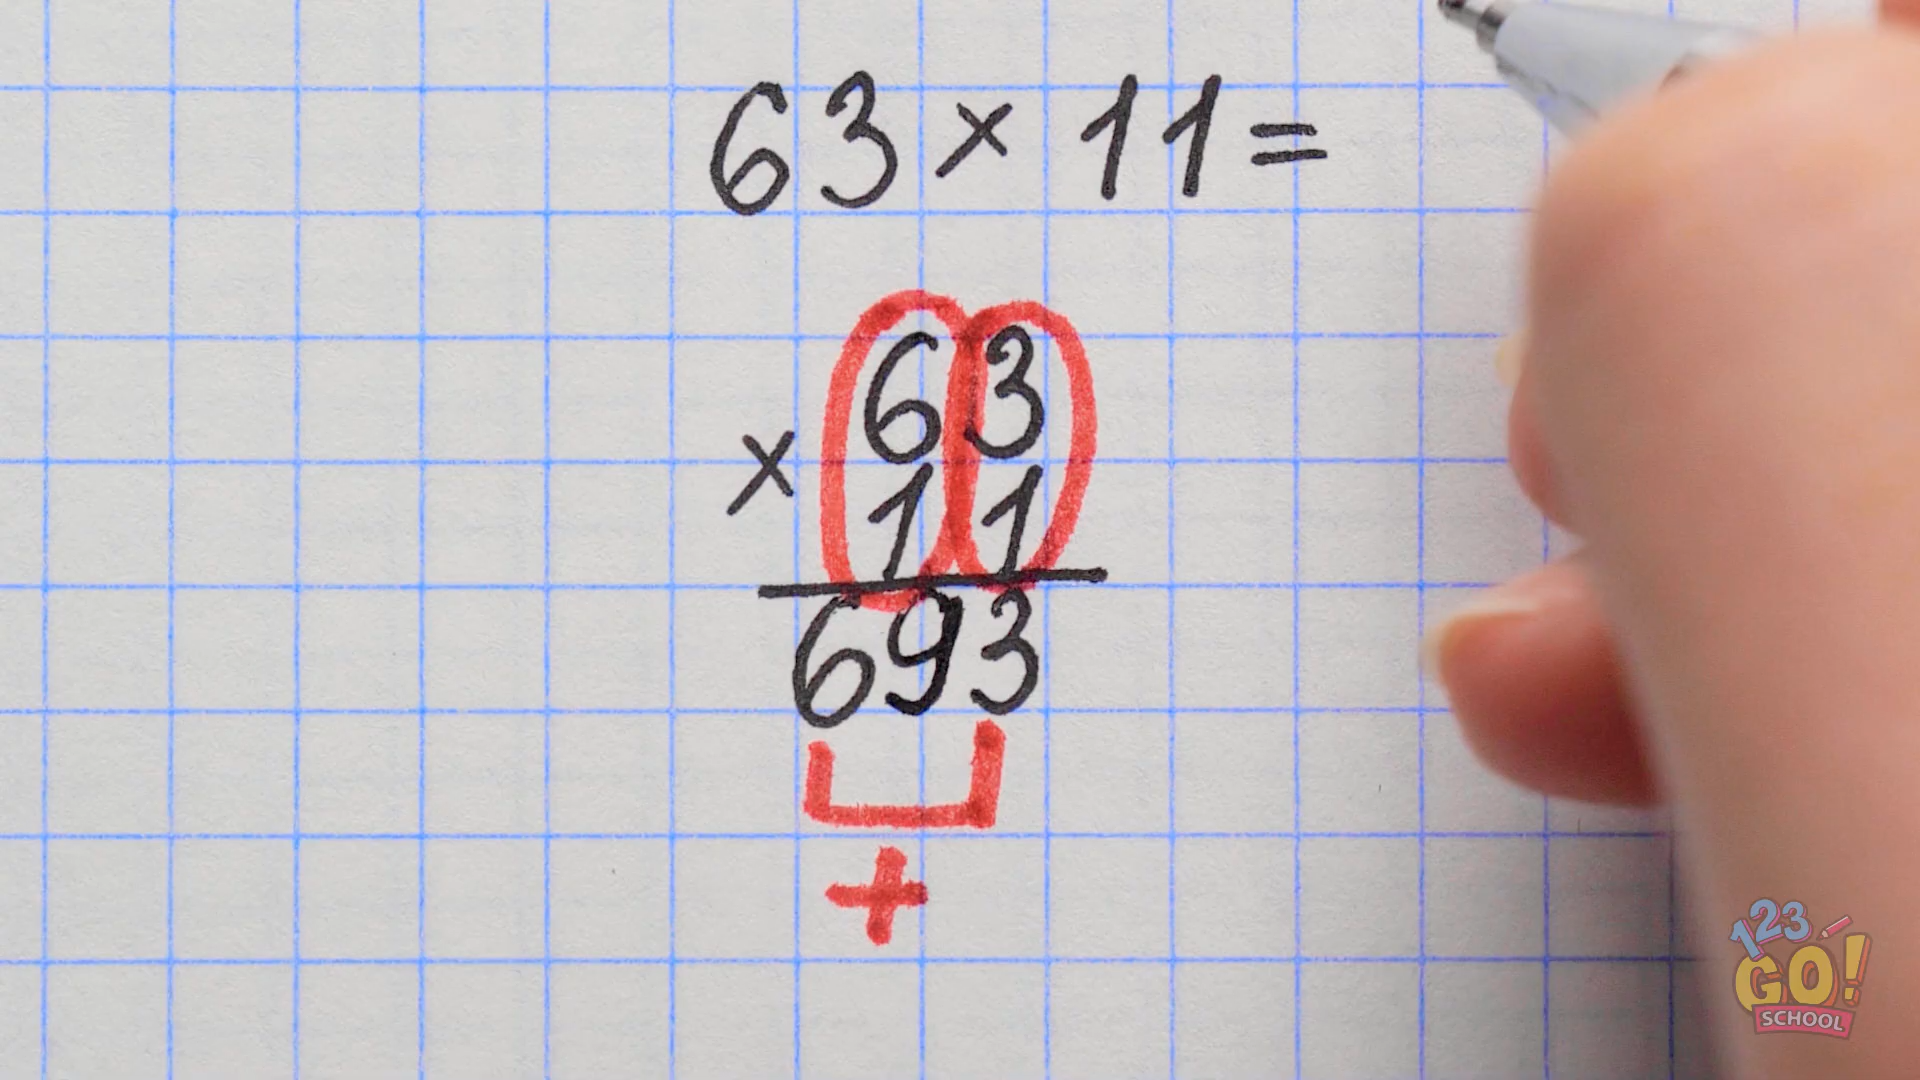 63 × 11 =
63
×
11
693
+
123
GO!
SCHOOL